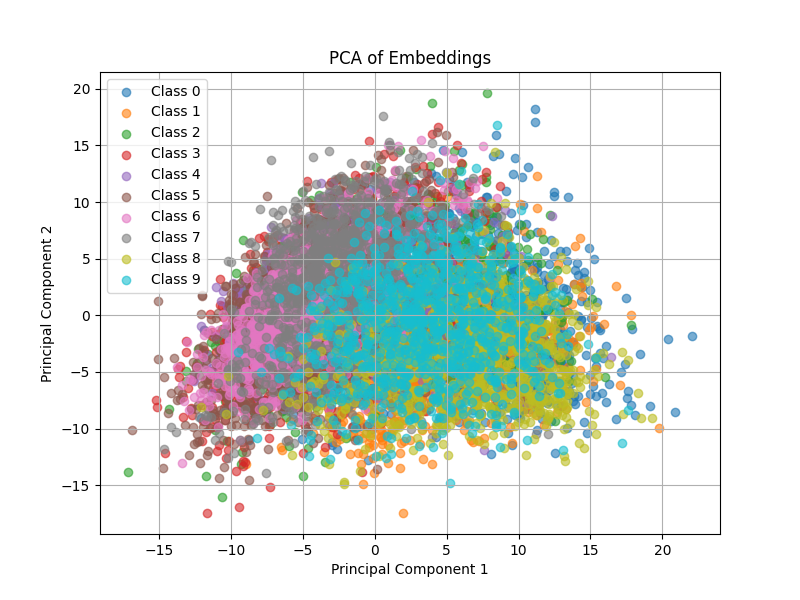 PCA of Embeddings
Class 0
Class 1
Class 2
Class 3
Class 4
Class 5
Class 6
Class 7
Class 8
Class 9
20
15
10
5
0
−5
−10
−15
Principal Component 2
−15 −10 −5 0 5 10 15 20
Principal Component 1